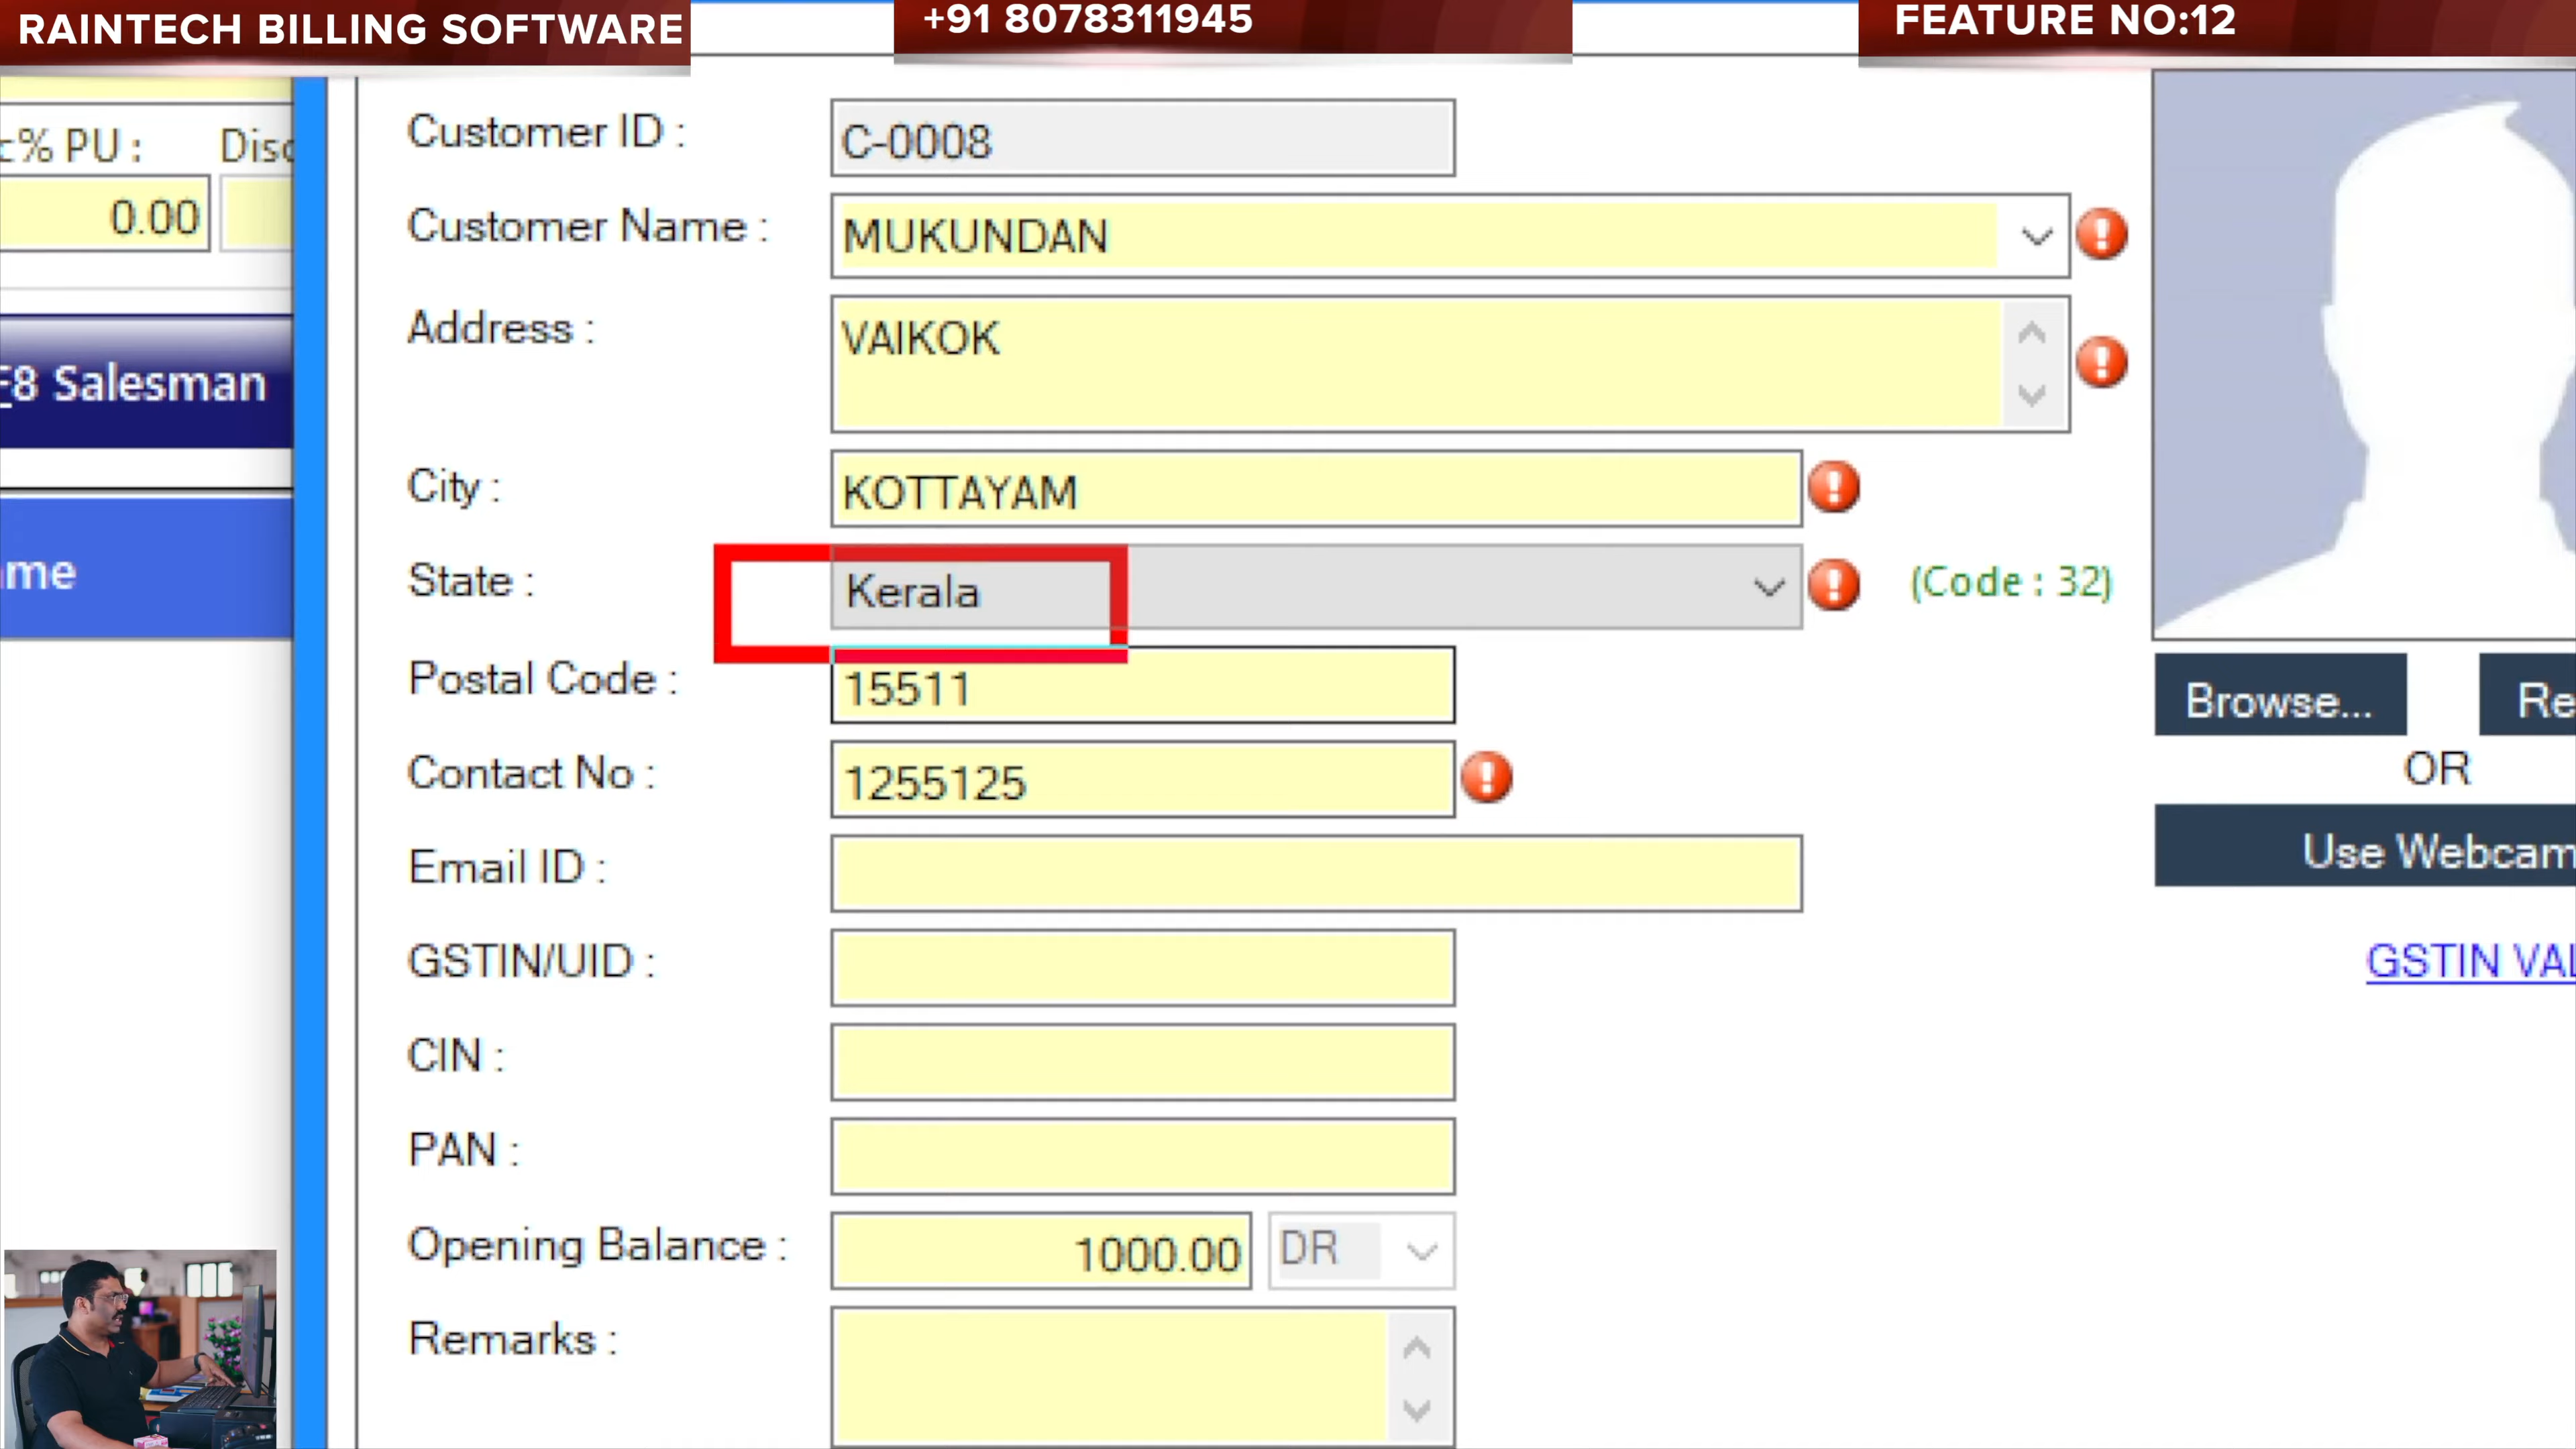 RAINTECH BILLING SOFTWARE
+91 8078311945
FEATURE NO:12
c% PU :
Disc
0.00
F8 Salesman
me
Customer ID :
C-0008
Customer Name :
MUKUNDAN
Address :
VAIKOK
City :
KOTTAYAM
State :
Kerala
(Code : 32)
Postal Code :
15511
Contact No :
1255125
Email ID :
GSTIN/UID :
CIN :
PAN :
Opening Balance :
1000.00
DR
Remarks :
Browse...
Re
OR
Use Webcam
GSTIN VAL